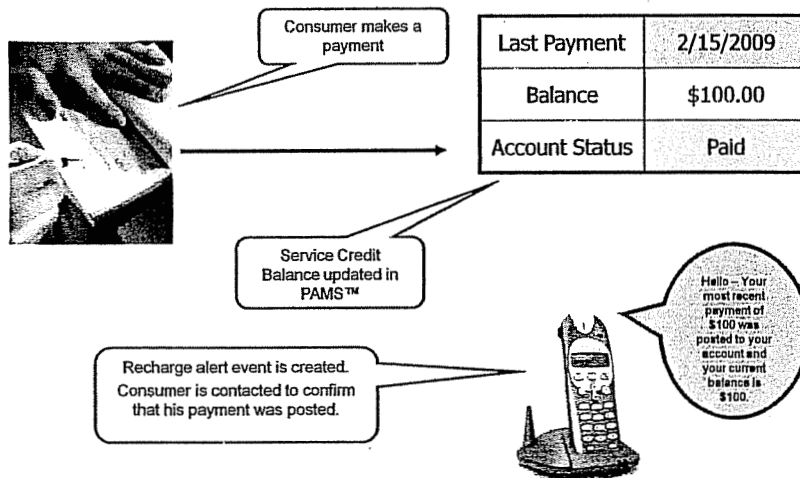 Consumer makes a
payment
Last Payment 2/15/2009
Balance $100.00
Account Status Paid
Service Credit
Balance updated in
PAMS™
Hello – Your
most recent
payment of
$100 was
posted to your
account and
your current
balance is
$100.
Recharge alert event is created.
Consumer is contacted to confirm
that his payment was posted.